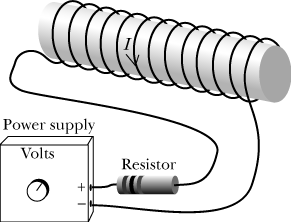 I
Power supply
Volts
Resistor
+
−